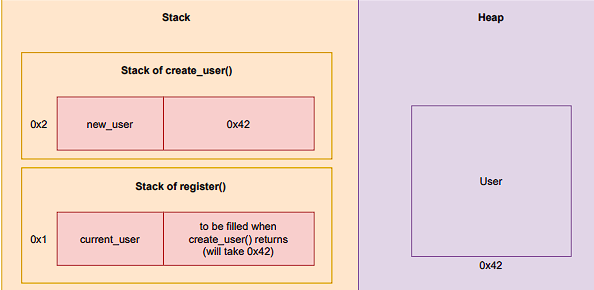 Stack
Heap
Stack of create_user()
0x2
new_user
0x42
User
0x42
Stack of register()
0x1
current_user
to be filled when
create_user() returns
(will take 0x42)